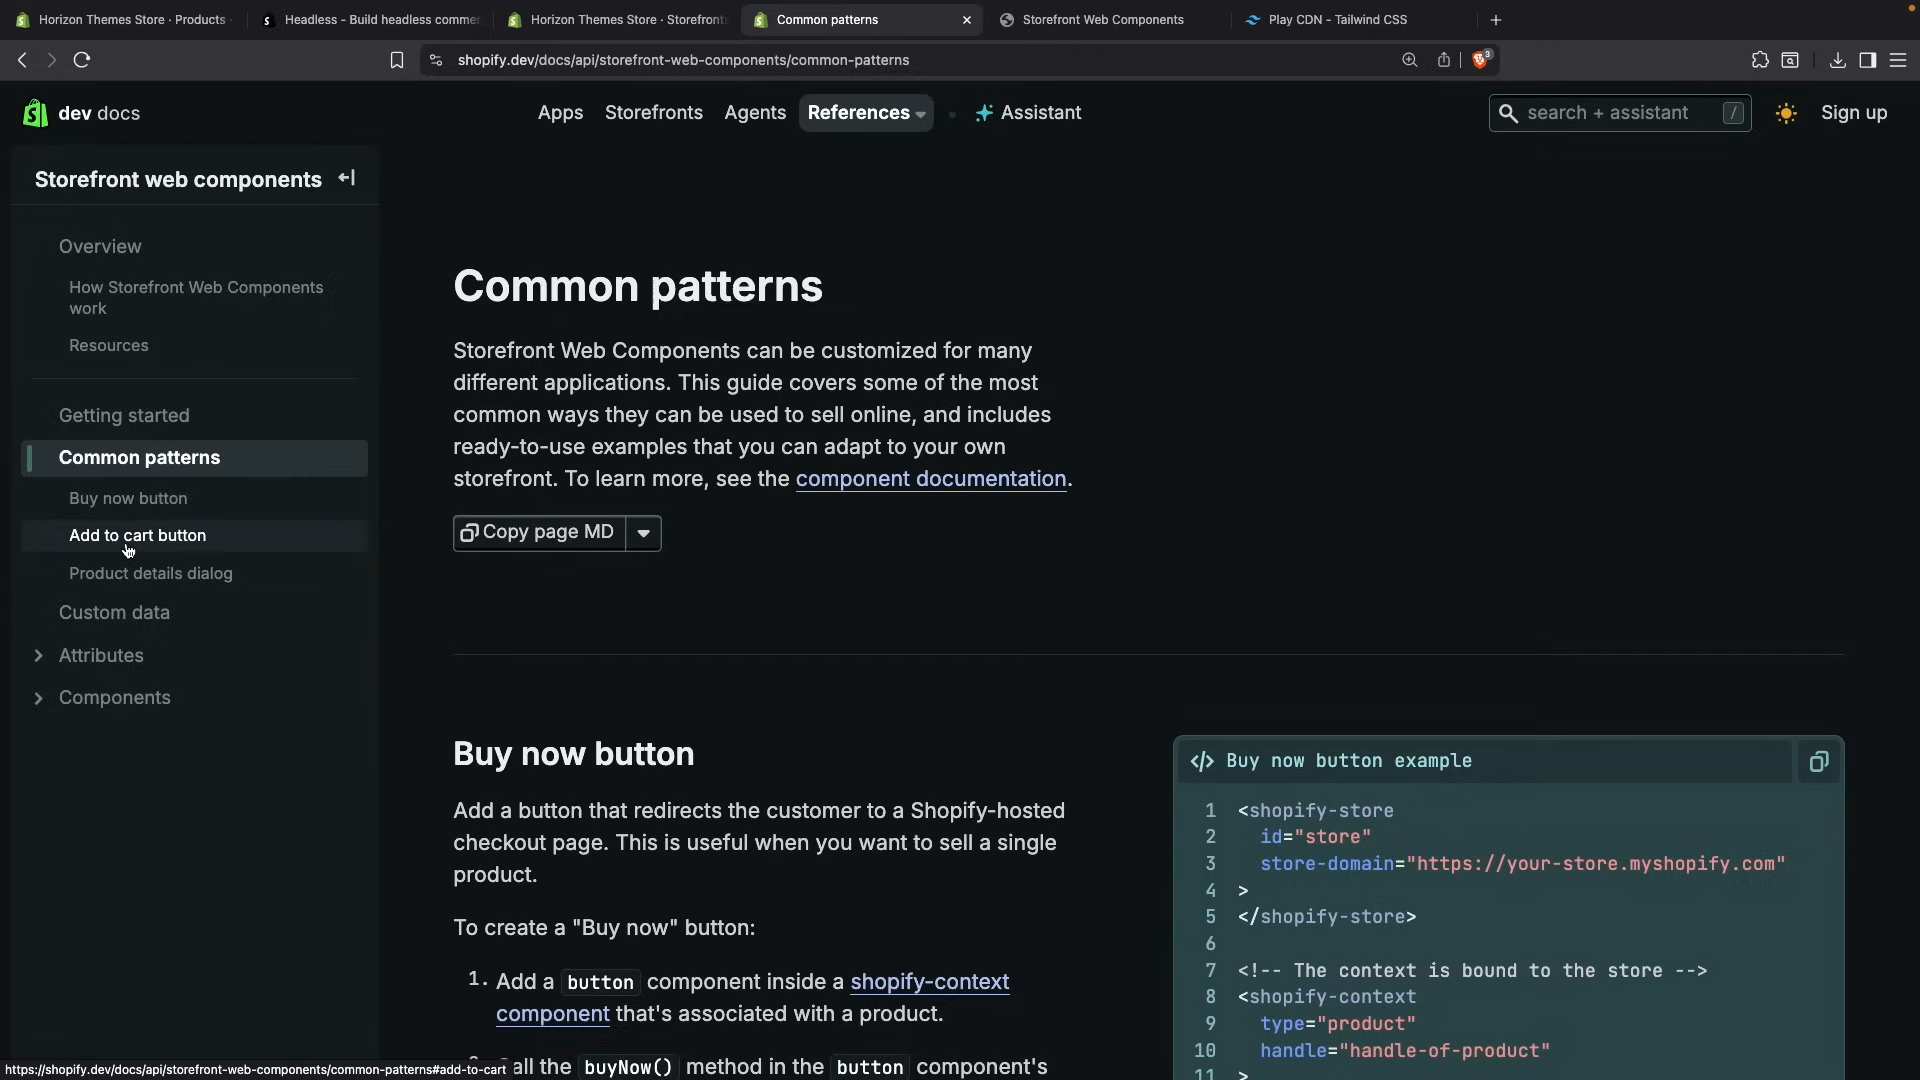 Horizon Themes Store · Products
Headless - Build headless commer
Horizon Themes Store · Storefront
Common patterns
Storefront Web Components
Play CDN - Tailwind CSS
shopify.dev/docs/api/storefront-web-components/common-patterns
3
dev docs
Apps
Storefronts
Agents
References
Assistant
search + assistant
/
Sign up
Storefront web components
Overview
How Storefront Web Components
work
Resources
Getting started
Common patterns
Buy now button
Add to cart button
Product details dialog
Custom data
Attributes
Components
Common patterns
Storefront Web Components can be customized for many
different applications. This guide covers some of the most
common ways they can be used to sell online, and includes
ready-to-use examples that you can adapt to your own
storefront. To learn more, see the component documentation.
Copy page MD
Buy now button
Add a button that redirects the customer to a Shopify-hosted
checkout page. This is useful when you want to sell a single
product.
To create a "Buy now" button:
1. Add a button component inside a shopify-context
component that's associated with a product.
all the buyNow() method in the button component's
</> Buy now button example
1 <shopify-store
2 id="store"
3 store-domain="https://your-store.myshopify.com"
4 >
5 </shopify-store>
6
7 <!-- The context is bound to the store -->
8 <shopify-context
9 type="product"
10 handle="handle-of-product"
11 >
https://shopify.dev/docs/api/storefront-web-components/common-patterns#add-to-cart